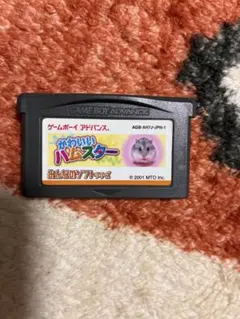 GAME BOY ADVANCE
ゲームボーイ アドバンス
AGB-AHTJ-JPN-1
かわいい
ハムスター
© 2001 MTO Inc.